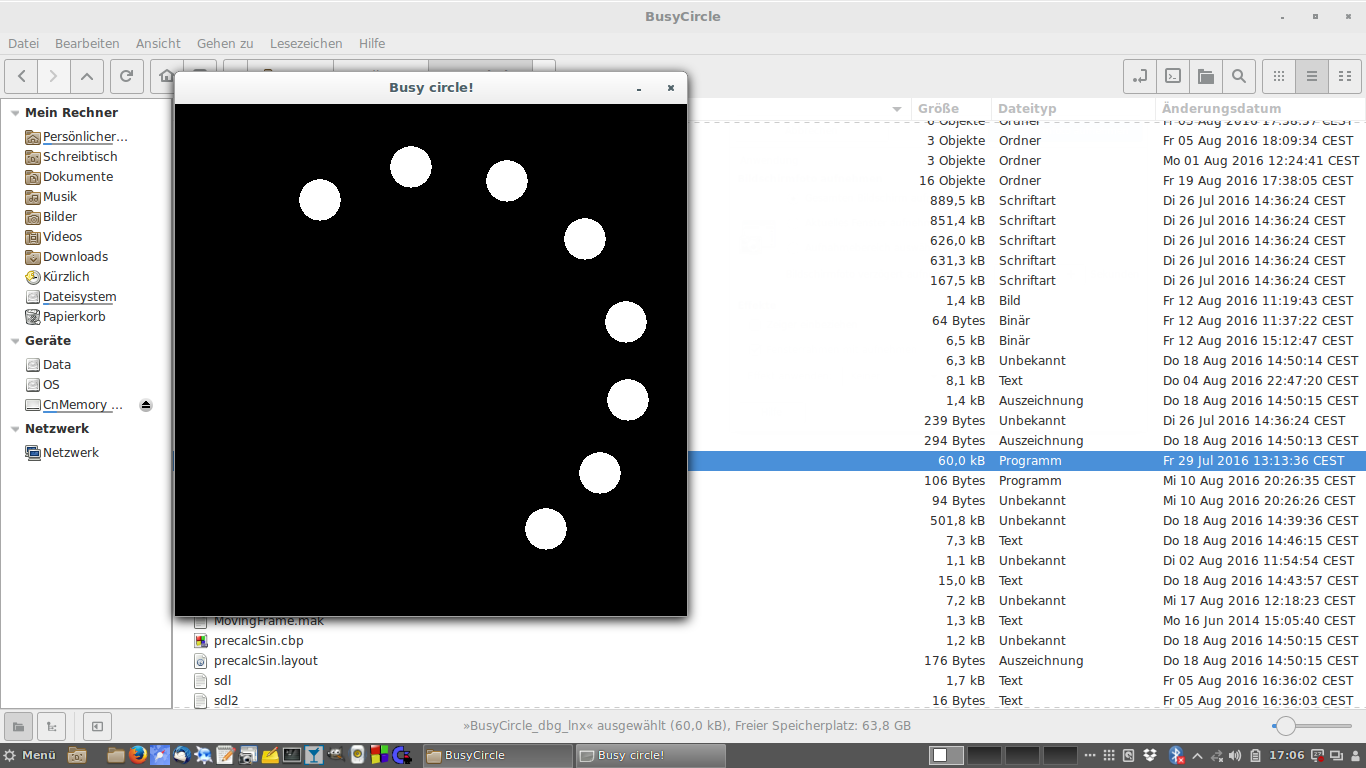 BusyCircle
Datei Bearbeiten Ansicht Gehen zu Lesezeichen Hilfe
Busy circle!
Mein Rechner
Persönlicher...
Schreibtisch
Dokumente
Musik
Bilder
Videos
Downloads
Kürzlich
Dateisystem
Papierkorb
Geräte
Data
OS
CnMemory ...
Netzwerk
Netzwerk
Größe Dateityp Änderungsdatum
3 Objekte Ordner Fr 05 Aug 2016 18:09:34 CEST
3 Objekte Ordner Mo 01 Aug 2016 12:24:41 CEST
16 Objekte Ordner Fr 19 Aug 2016 17:38:05 CEST
889,5 kB Schriftart Di 26 Jul 2016 14:36:24 CEST
851,4 kB Schriftart Di 26 Jul 2016 14:36:24 CEST
626,0 kB Schriftart Di 26 Jul 2016 14:36:24 CEST
631,3 kB Schriftart Di 26 Jul 2016 14:36:24 CEST
167,5 kB Schriftart Di 26 Jul 2016 14:36:24 CEST
1,4 kB Bild Fr 12 Aug 2016 11:19:43 CEST
64 Bytes Binär Fr 12 Aug 2016 11:37:22 CEST
6,5 kB Binär Fr 12 Aug 2016 15:12:47 CEST
6,3 kB Unbekannt Do 18 Aug 2016 14:50:14 CEST
8,1 kB Text Do 04 Aug 2016 22:47:20 CEST
1,4 kB Auszeichnung Do 18 Aug 2016 14:50:15 CEST
239 Bytes Unbekannt Di 26 Jul 2016 14:36:24 CEST
294 Bytes Auszeichnung Do 18 Aug 2016 14:50:13 CEST
60,0 kB Programm Fr 29 Jul 2016 13:13:36 CEST
106 Bytes Programm Mi 10 Aug 2016 20:26:35 CEST
94 Bytes Unbekannt Mi 10 Aug 2016 20:26:26 CEST
501,8 kB Unbekannt Do 18 Aug 2016 14:39:36 CEST
7,3 kB Text Do 18 Aug 2016 14:46:15 CEST
1,1 kB Unbekannt Di 02 Aug 2016 11:54:54 CEST
15,0 kB Text Do 18 Aug 2016 14:43:57 CEST
7,2 kB Unbekannt Mi 17 Aug 2016 12:18:23 CEST
MovingFrame.mak 1,3 kB Text Mo 16 Jun 2014 15:05:40 CEST
precalcSin.cbp 1,2 kB Unbekannt Do 18 Aug 2016 14:50:15 CEST
precalcSin.layout 176 Bytes Auszeichnung Do 18 Aug 2016 14:50:15 CEST
sdl 1,7 kB Text Fr 05 Aug 2016 16:36:02 CEST
sdl2 16 Bytes Text Fr 05 Aug 2016 16:36:03 CEST
»BusyCircle_dbg_lnx« ausgewählt (60,0 kB), Freier Speicherplatz: 63,8 GB
Menü BusyCircle Busy circle! 17:06